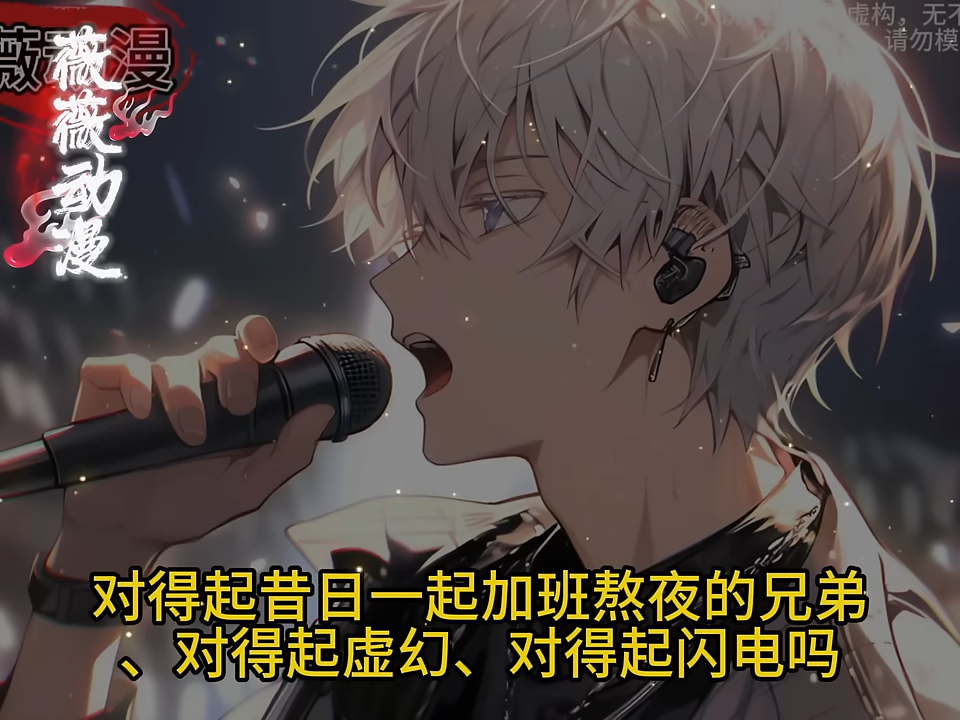 虚构，无不
请勿模
薇薇动漫
薇 漫
对得起昔日一起加班熬夜的兄弟
、对得起虚幻、对得起闪电吗